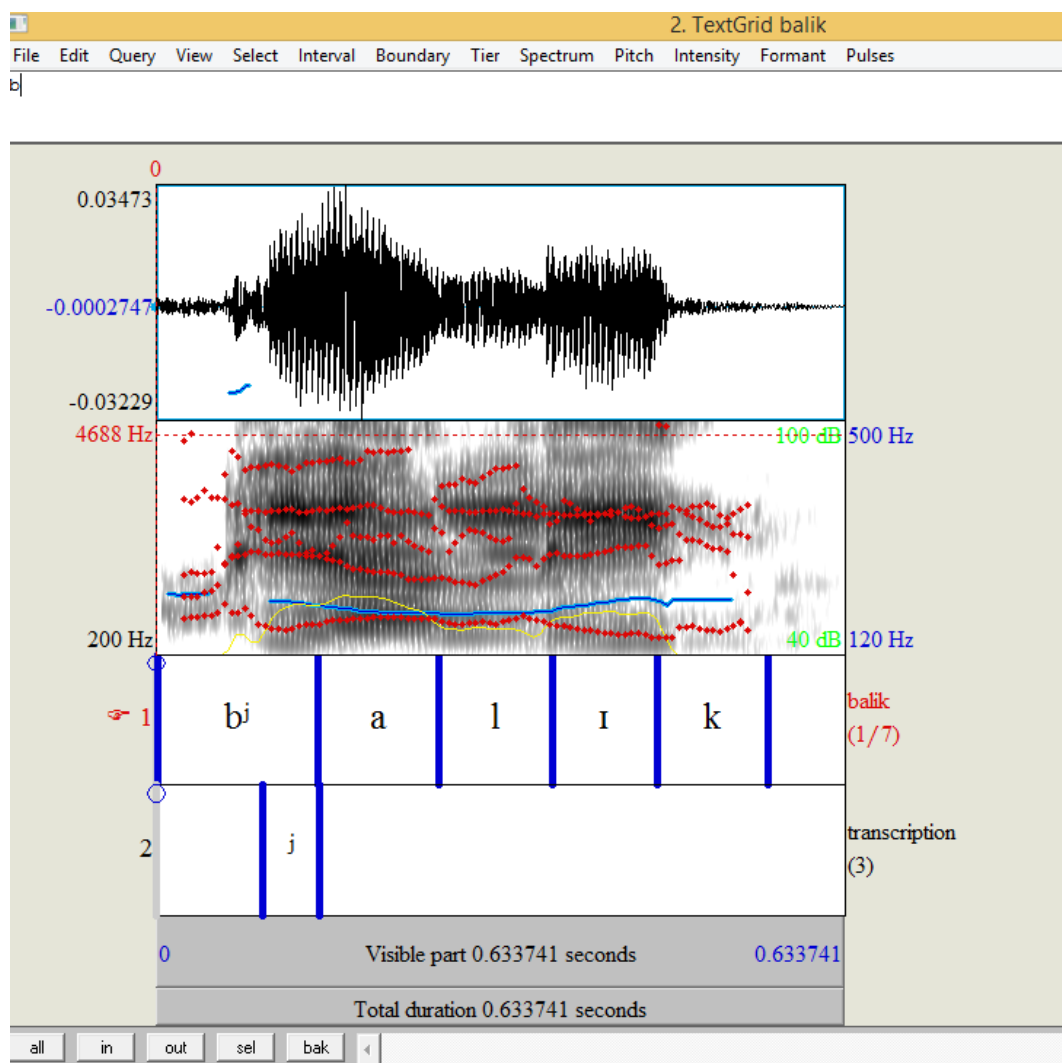 2. TextGrid balik
File Edit Query View Select Interval Boundary Tier Spectrum Pitch Intensity Formant Pulses
b
0
0.03473
-0.0002747
-0.03229
4688 Hz 100 dB 500 Hz
200 Hz 40 dB 120 Hz
☞ 1 bʲ a l ɪ k balik
(1/7)
2 j transcription
(3)
0 Visible part 0.633741 seconds 0.633741
Total duration 0.633741 seconds
all in out sel bak